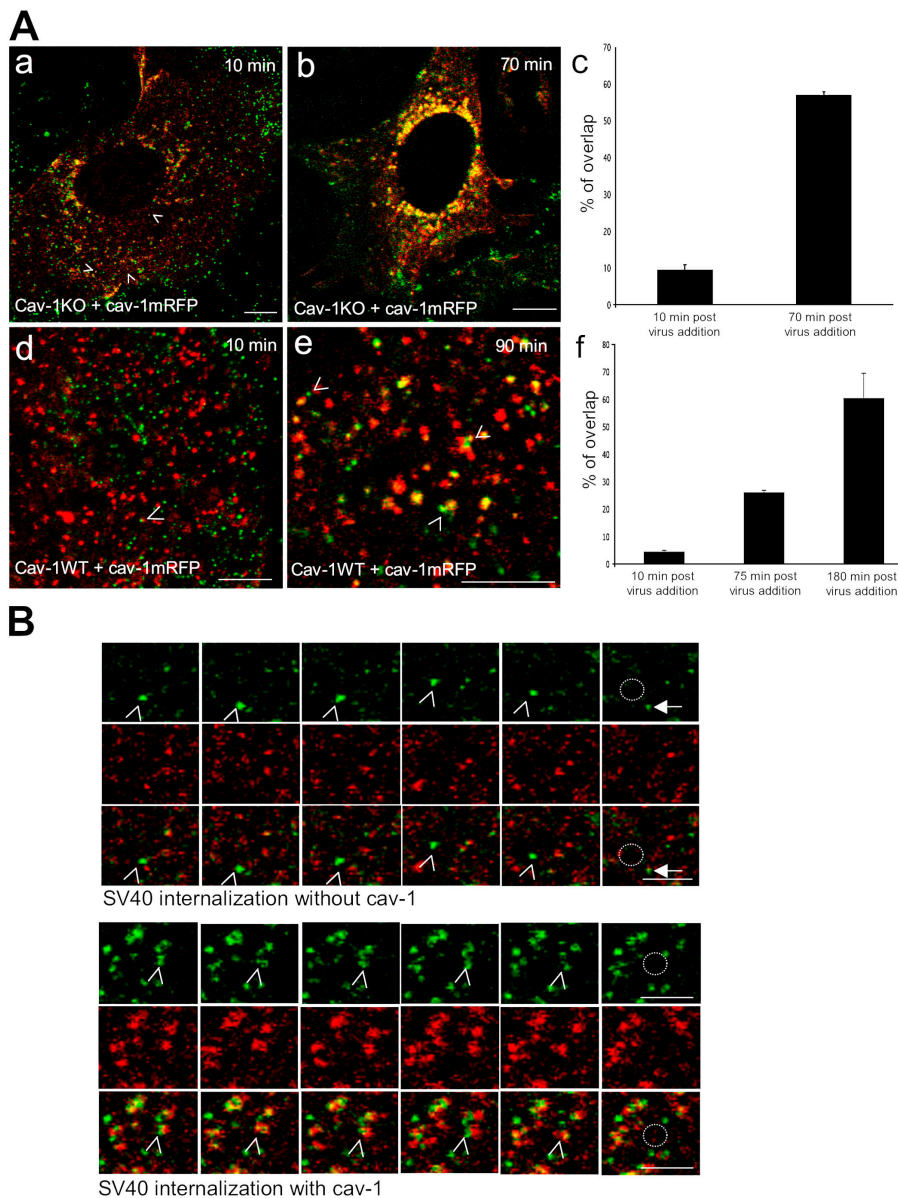 A
a
10 min
Cav-1KO + cav-1mRFP
b
70 min
Cav-1KO + cav-1mRFP
c
% of overlap
70
60
50
40
30
20
10
0
10 min post
virus addition
70 min post
virus addition
d
10 min
Cav-1WT + cav-1mRFP
e
90 min
Cav-1WT + cav-1mRFP
f
% of overlap
80
70
60
50
40
30
20
10
0
10 min post
virus addition
75 min post
virus addition
180 min post
virus addition
B
SV40 internalization without cav-1
SV40 internalization with cav-1